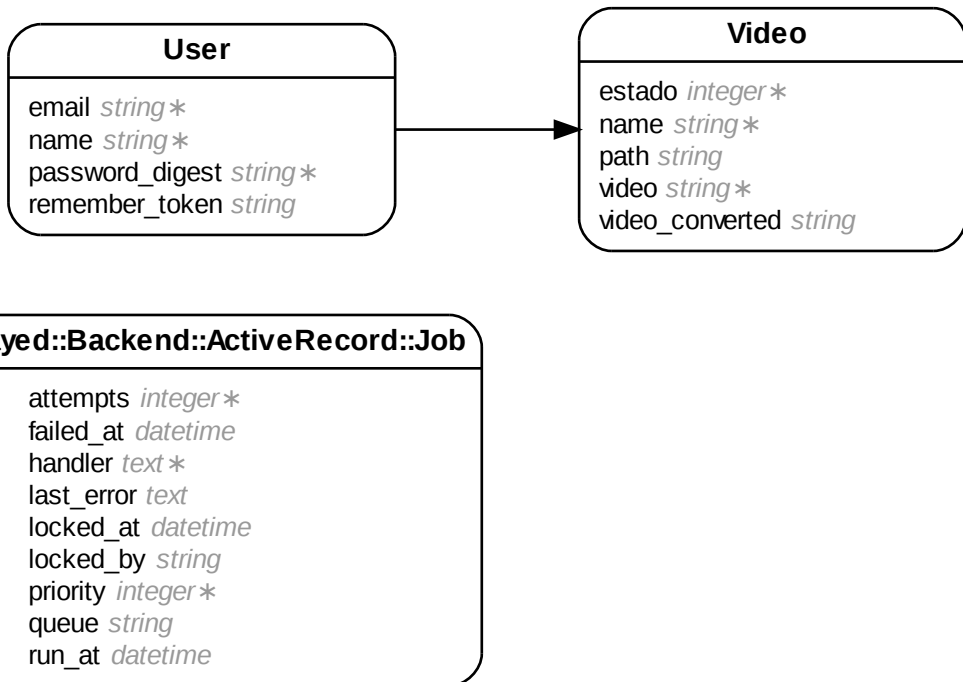 User
email string*
name string*
password_digest string*
remember_token string
Video
estado integer*
name string*
path string
video string*
video_converted string
yed::Backend::ActiveRecord::Job
attempts integer*
failed_at datetime
handler text*
last_error text
locked_at datetime
locked_by string
priority integer*
queue string
run_at datetime